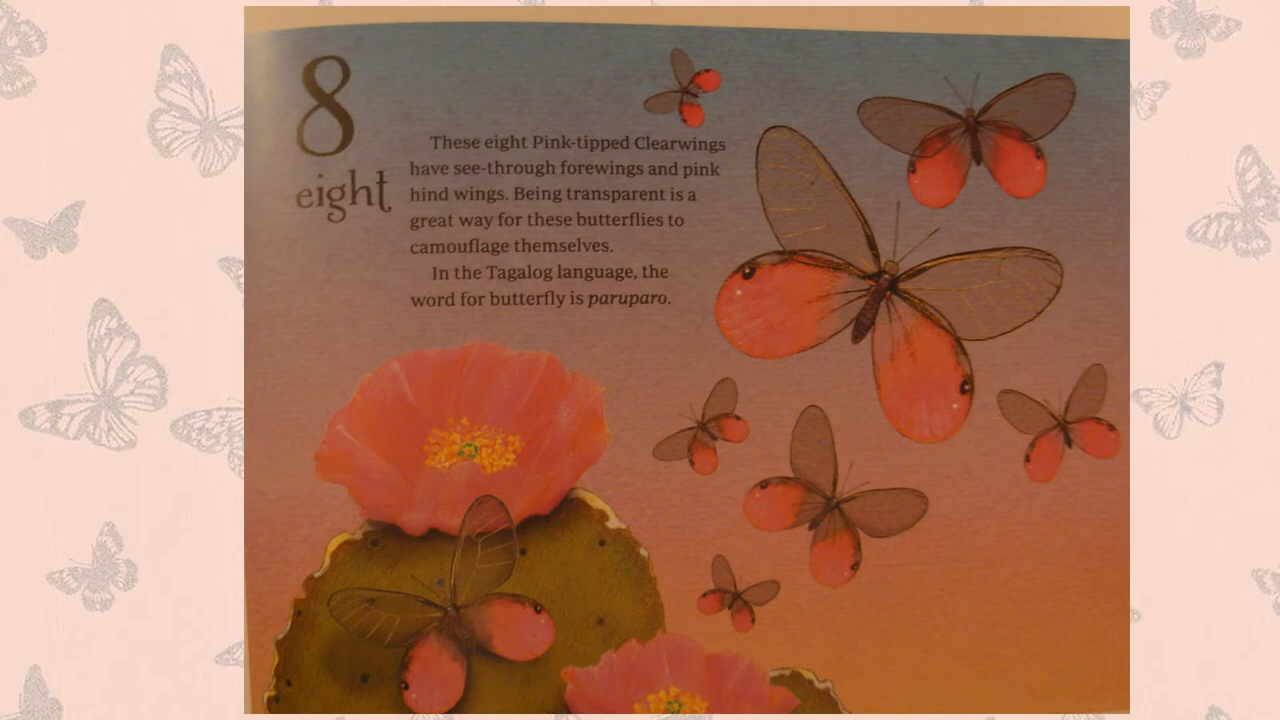 8
eight
These eight Pink-tipped Clearwings
have see-through forewings and pink
hind wings. Being transparent is a
great way for these butterflies to
camouflage themselves.
In the Tagalog language, the
word for butterfly is paruparo.